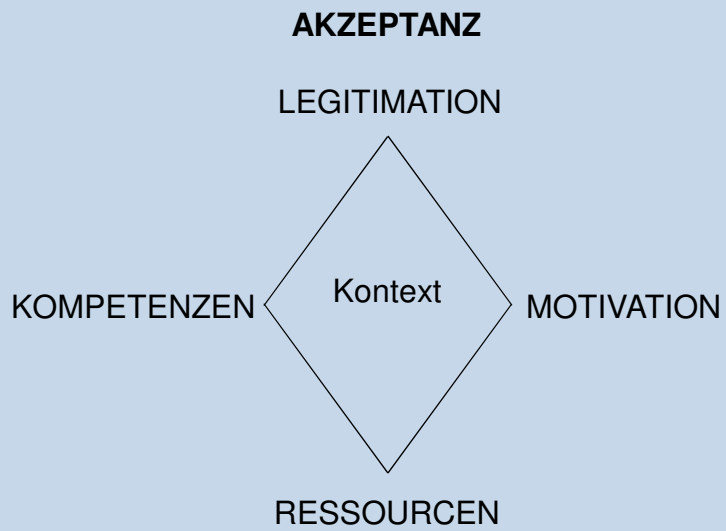 AKZEPTANZ
LEGITIMATION
KOMPETENZEN
Kontext
MOTIVATION
RESSOURCEN